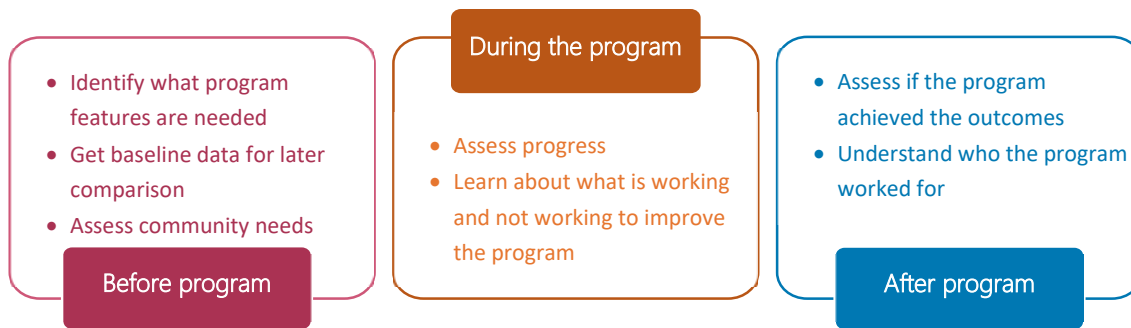 • Identify what program
features are needed
• Get baseline data for later
comparison
• Assess community needs
Before program
During the program
• Assess progress
• Learn about what is working
and not working to improve
the program
• Assess if the program
achieved the outcomes
• Understand who the program
worked for
After program